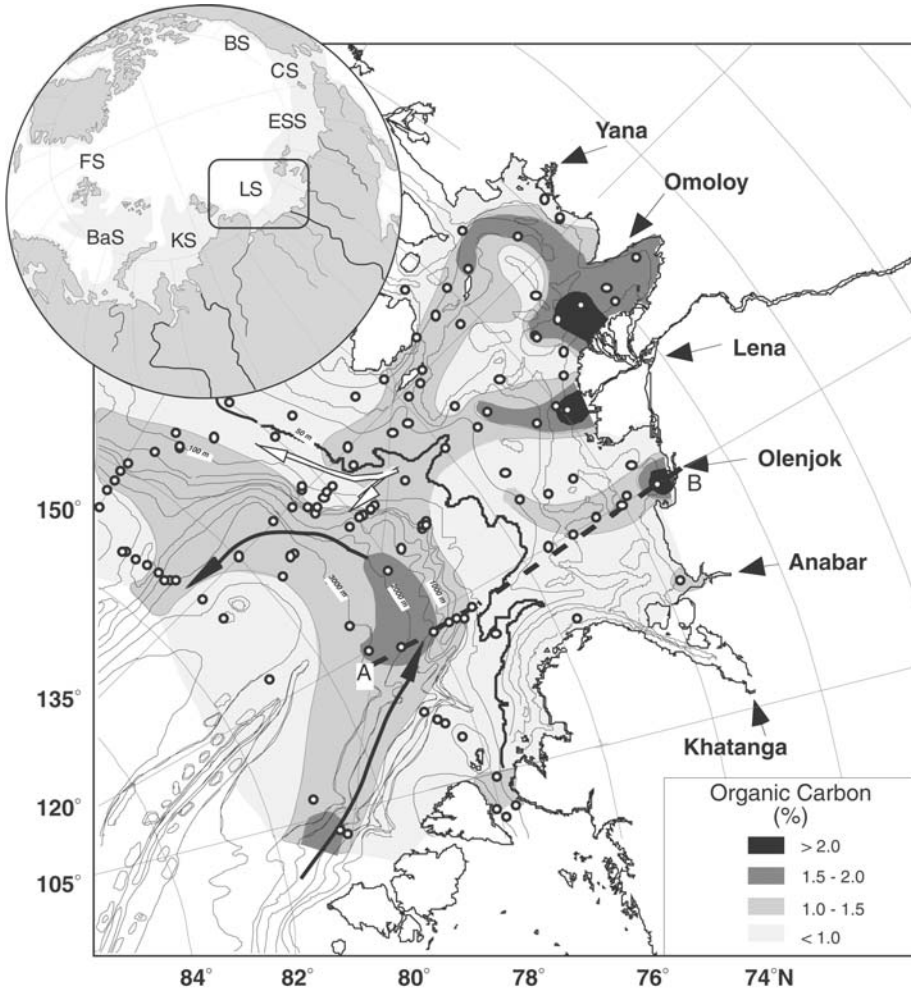 BS
CS
ESS
FS
LS
BaS
KS
Yana
Omoloy
Lena
Olenjok
B
Anabar
Khatanga
50 m
100 m
3000 m
2000 m
1000 m
A
150°
135°
120°
105°
84°
82°
80°
78°
76°
74°N
Organic Carbon
(%)
> 2.0
1.5 - 2.0
1.0 - 1.5
< 1.0